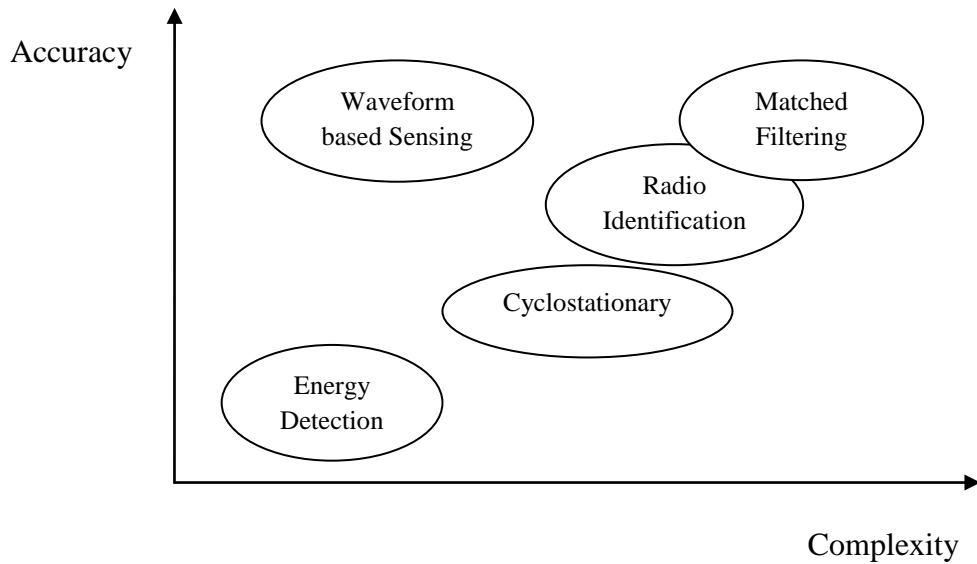 Accuracy
Waveform
based Sensing
Matched
Filtering
Radio
Identification
Cyclostationary
Energy
Detection
Complexity